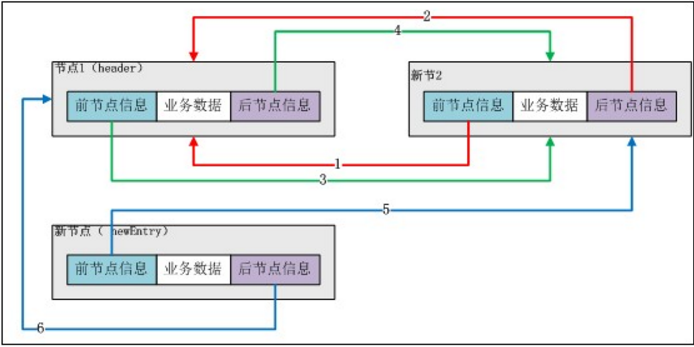 2
4
节点1（header）
新节2
前节点信息 业务数据 后节点信息
前节点信息 业务数据 后节点信息
1
3
5
新节点（ newEntry）
前节点信息 业务数据 后节点信息
6